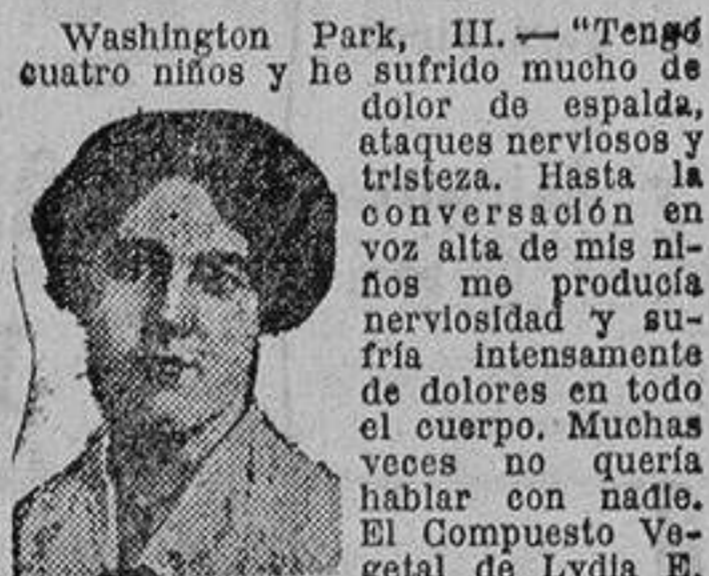 Washington Park, Ill. — "Tengo
cuatro niños y he sufrido mucho de
dolor de espalda,
ataques nerviosos y
tristeza. Hasta la
conversación en
voz alta de mis ni-
ños me producía
nerviosidad y su-
fría intensamente
de dolores en todo
el cuerpo. Muchas
veces no quería
hablar con nadie.
El Compuesto Ve-
getal de Lydia E.